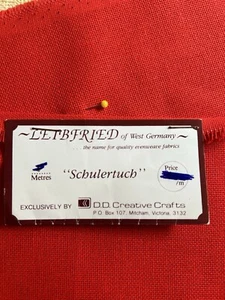 ~LEIBFRIED of West Germany~
... the name for quality evenweave fabrics
Metres
"Schulertuch"
Price
/m
EXCLUSIVELY BY D.D. Creative Crafts
P.O. Box 107, Mitcham, Victoria, 3132